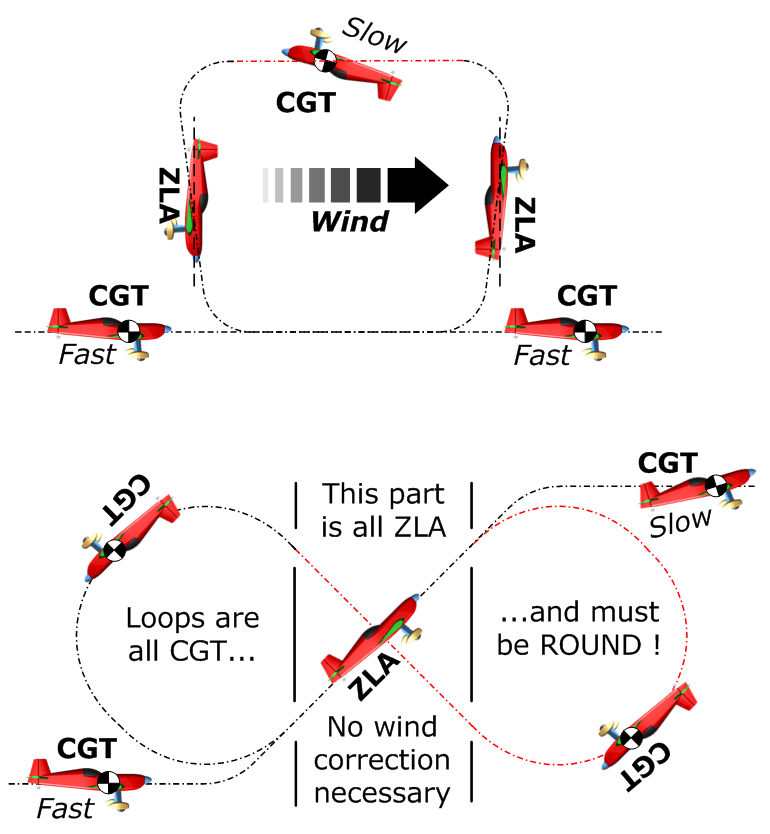 Slow
CGT
ZLA
Wind
ZLA
CGT
Fast
CGT
Fast
CGT
This part
is all ZLA
CGT
Slow
Loops are
all CGT...
...and must
be ROUND !
ZLA
No wind
correction
necessary
CGT
Fast
CGT